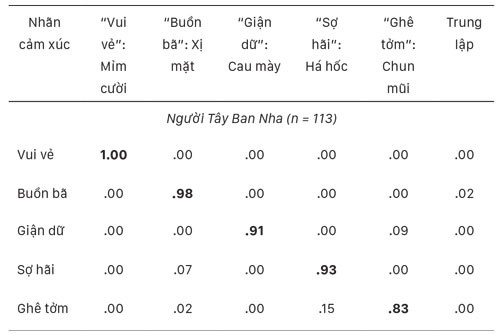 Nhãn “Vui “Buồn “Giận “Sợ “Ghê Trung
cảm xúc vẻ”: bã”: Xị dữ”: hãi”: tởm”: lập
Mỉm mặt Cau mày Há hốc Chun
cười mũi
Người Tây Ban Nha (n = 113)
Vui vẻ 1.00 .00 .00 .00 .00 .00
Buồn bã .00 .98 .00 .00 .00 .02
Giận dữ .00 .00 .91 .00 .09 .00
Sợ hãi .00 .07 .00 .93 .00 .00
Ghê tởm .00 .02 .00 .15 .83 .00